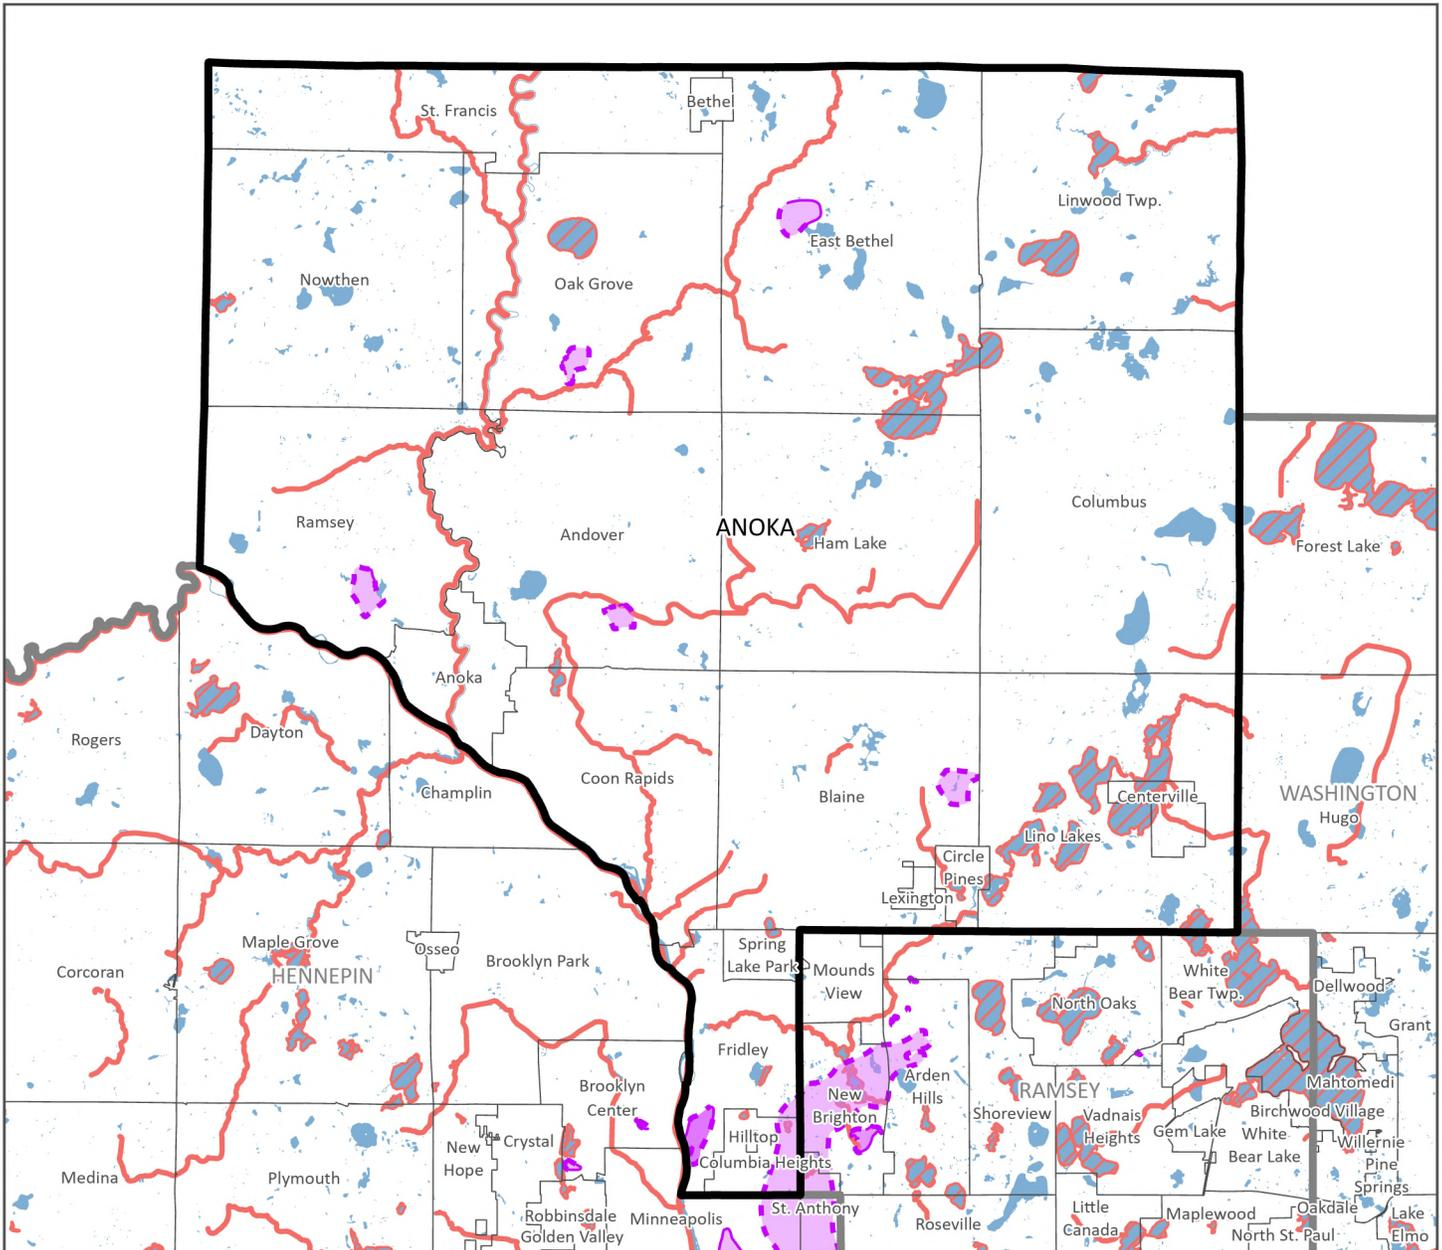 Bethel
St. Francis
Linwood Twp.
East Bethel
Nowthen
Oak Grove
Columbus
Ramsey
ANOKA
Andover
Ham Lake
Forest Lake
Anoka
Dayton
Rogers
Coon Rapids
Champlin
Blaine
Centerville
WASHINGTON
Hugo
Lino Lakes
Circle
Pines
Lexington
Maple Grove
Osseo
Spring
Lake Park
HENNEPIN
Brooklyn Park
Corcoran
Mounds
View
White
Bear Twp.
Dellwood
North Oaks
Grant
Fridley
Arden
Hills
RAMSEY
Mahtomedi
Brooklyn
Center
New
Brighton
Shoreview
Vadnais
Heights
Birchwood Village
Gem Lake
White
Bear Lake
Willernie
Hilltop
Crystal
New
Hope
Columbia Heights
Pine
Springs
Medina
Plymouth
St. Anthony
Minneapolis
Robbinsdale
Golden Valley
Roseville
Little
Canada
Maplewood
Oakdale
Lake
Elmo
North St. Paul